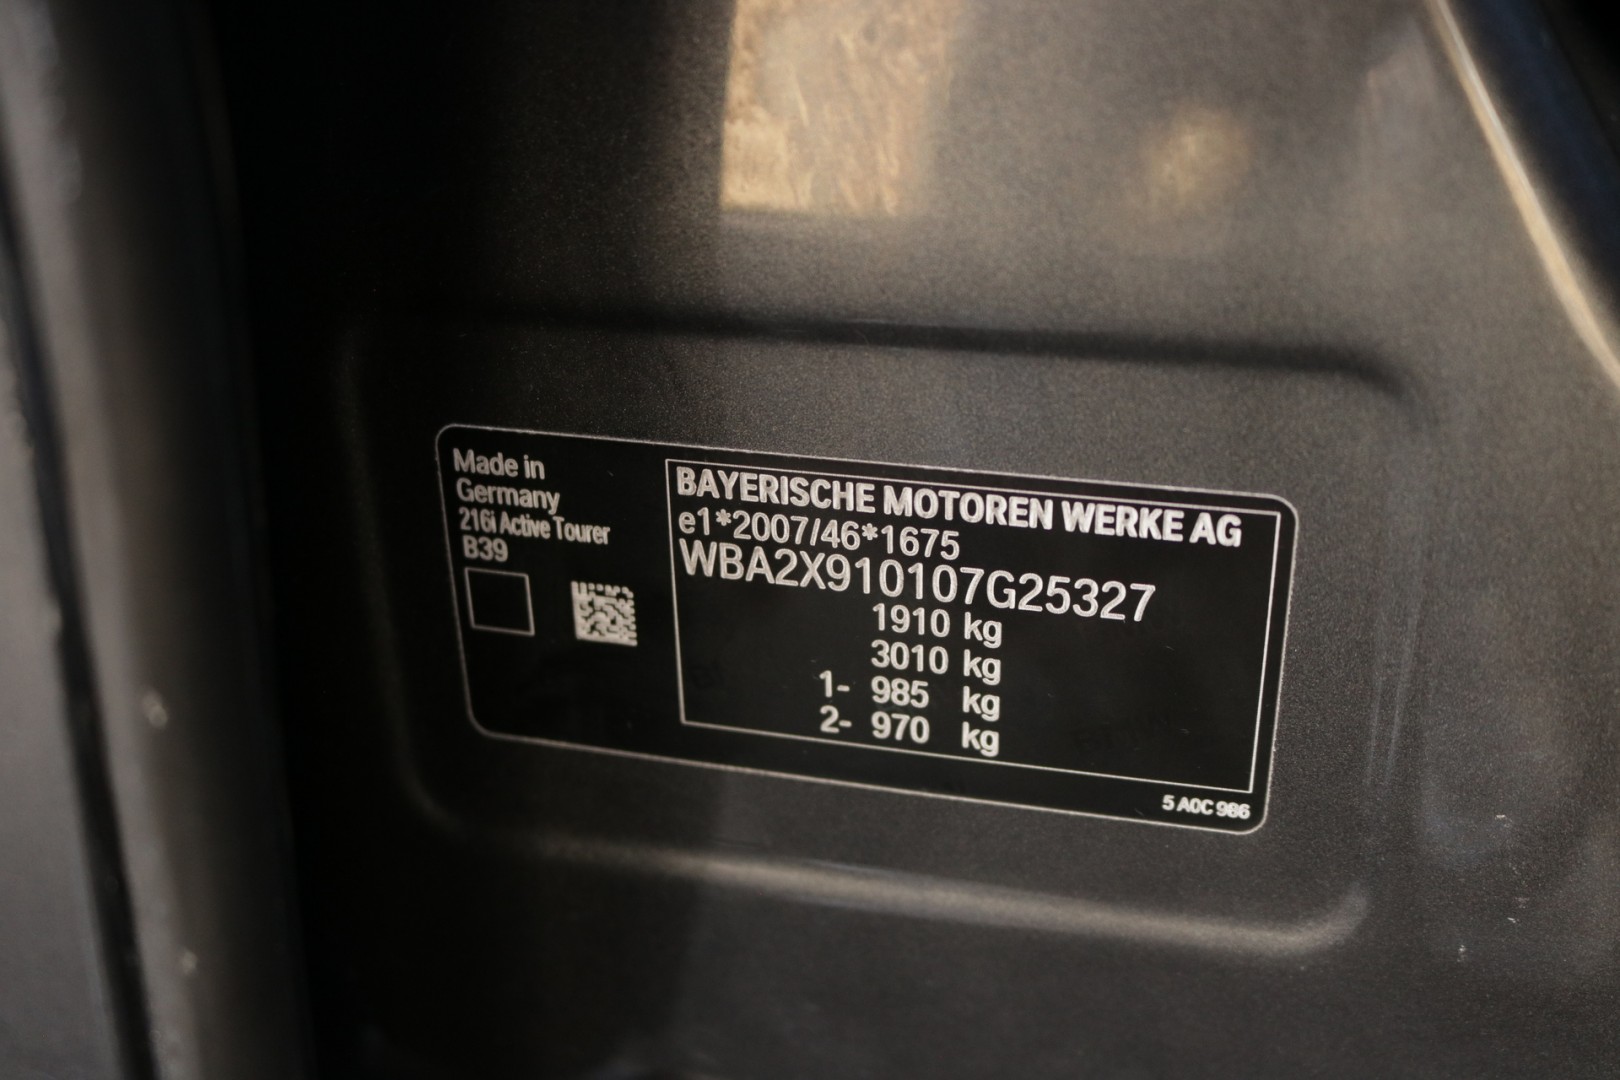 Made in
Germany
216i Active Tourer
B39
BAYERISCHE MOTOREN WERKE AG
e1*2007/46*1675
WBA2X910107G25327
1910 kg
3010 kg
1- 985 kg
2- 970 kg
5 A0C 986